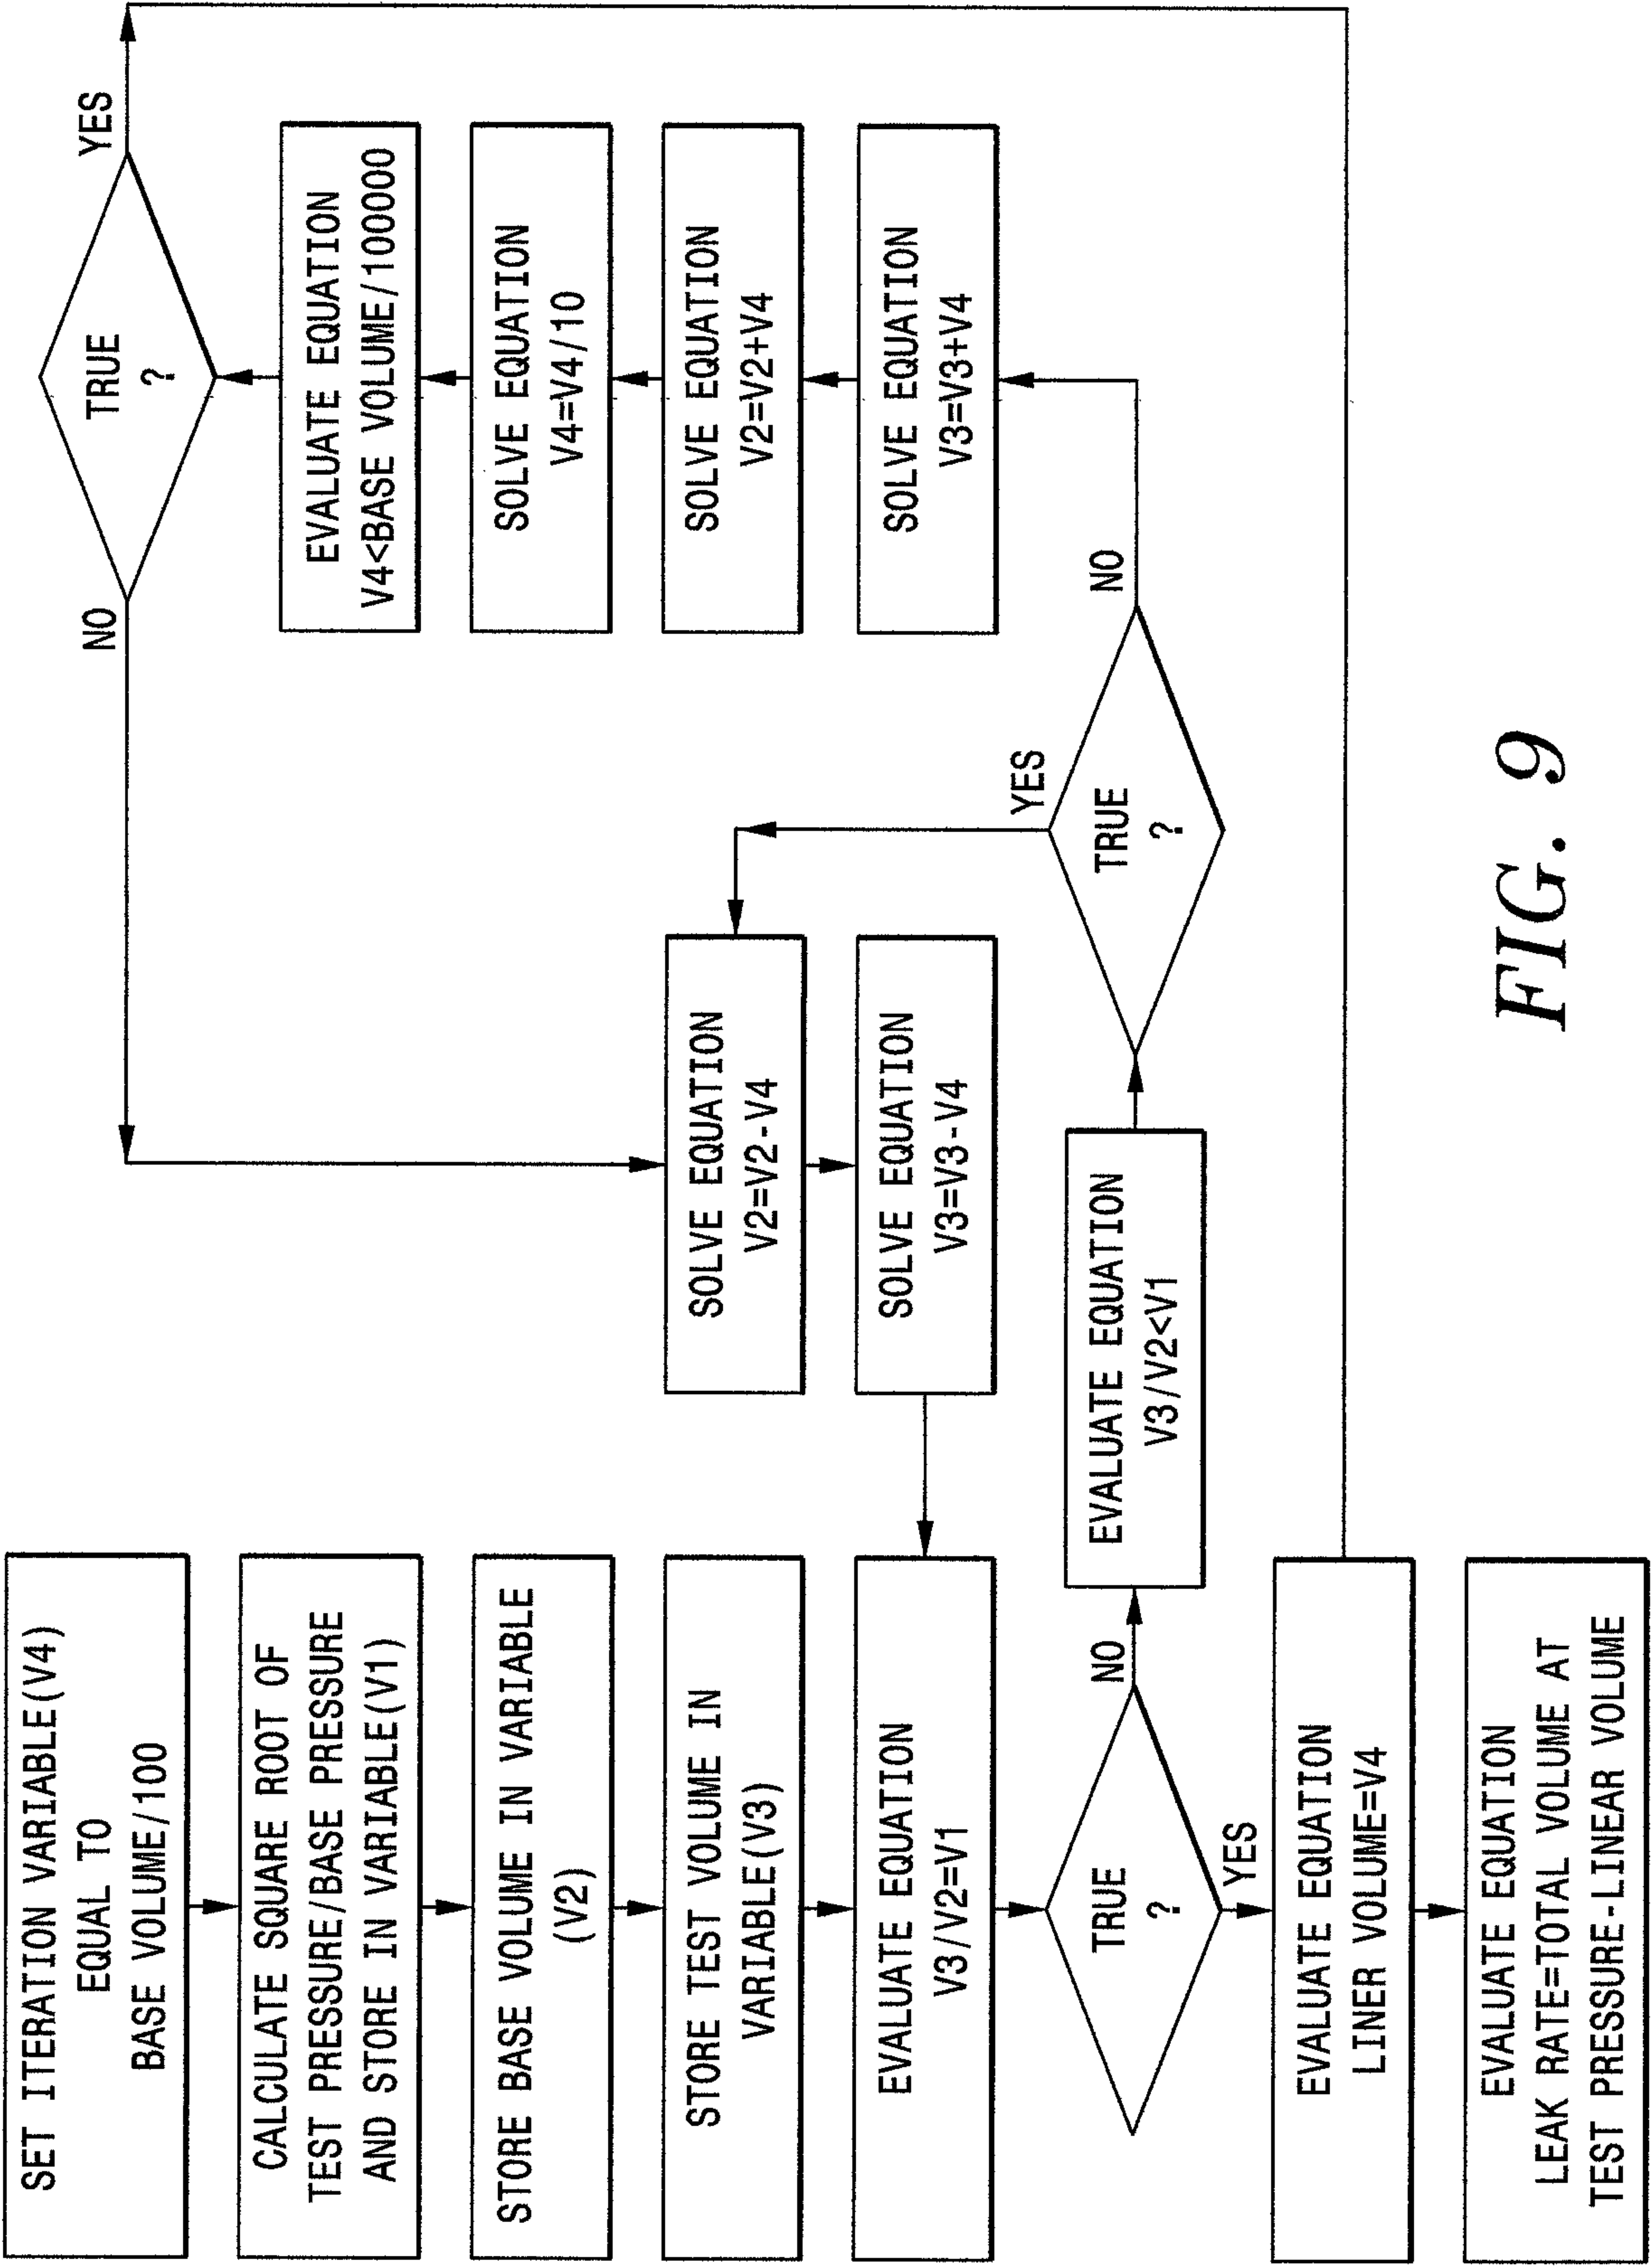 SET ITERATION VARIABLE(V4)
EQUAL TO
BASE VOLUME/100
CALCULATE SQUARE ROOT OF
TEST PRESSURE/BASE PRESSURE
AND STORE IN VARIABLE(V1)
STORE BASE VOLUME IN VARIABLE
(V2)
STORE TEST VOLUME IN
VARIABLE(V3)
EVALUATE EQUATION
V3/V2=V1
TRUE
?
NO
YES
EVALUATE EQUATION
LINER VOLUME=V4
EVALUATE EQUATION
LEAK RATE=TOTAL VOLUME AT
TEST PRESSURE-LINEAR VOLUME
EVALUATE EQUATION
V3/V2<V1
TRUE
?
YES
NO
SOLVE EQUATION
V2=V2-V4
SOLVE EQUATION
V3=V3-V4
SOLVE EQUATION
V3=V3+V4
SOLVE EQUATION
V2=V2+V4
SOLVE EQUATION
V4=V4/10
EVALUATE EQUATION
V4<BASE VOLUME/100000
TRUE
?
NO
YES
FIG. 9